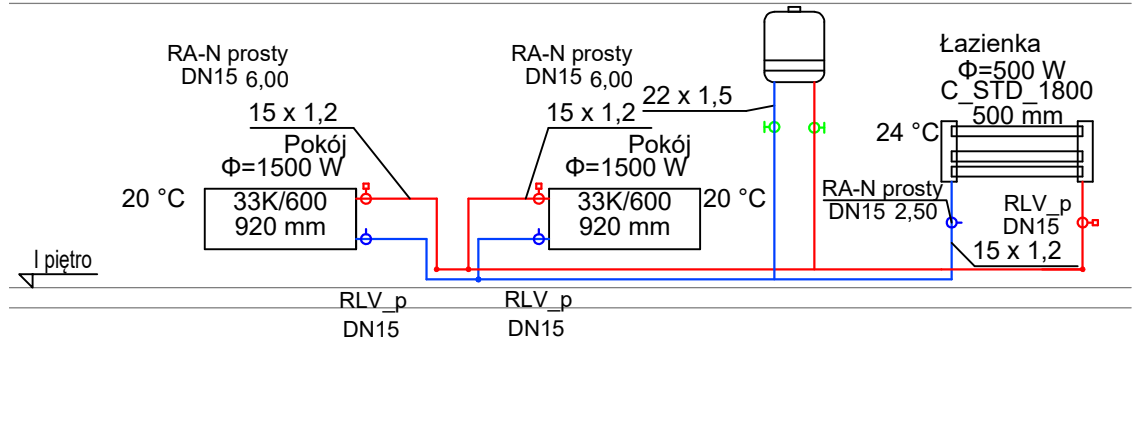 RA-N prosty
DN15 6,00
15 x 1,2
Pokój
Φ=1500 W
20 °C
33K/600
920 mm
RA-N prosty
DN15 6,00
15 x 1,2
Pokój
Φ=1500 W
33K/600
920 mm
20 °C
22 x 1,5
Łazienka
Φ=500 W
C_STD_1800
500 mm
24 °C
RA-N prosty
DN15 2,50
RLV_p
DN15
15 x 1,2
I piętro
RLV_p
DN15
RLV_p
DN15